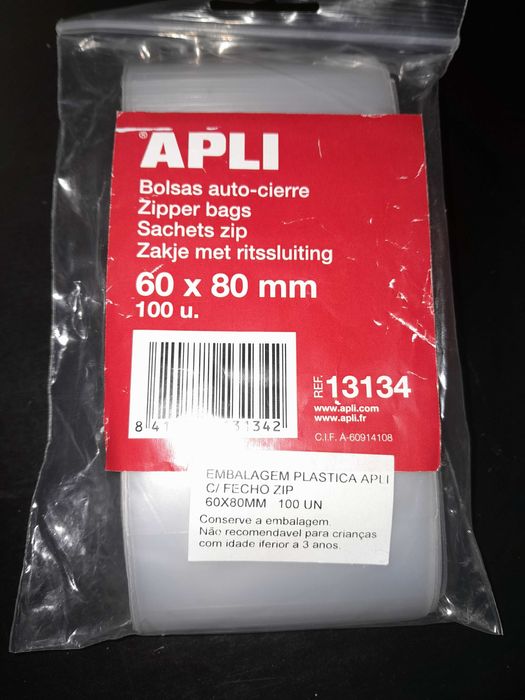 APLI
Bolsas auto-cierre
Zipper bags
Sachets zip
Zakje met ritssluiting
60 x 80 mm
100 u.
REF. 13134
www.apli.com
www.apli.fr
C.I.F. A-60914108
EMBALAGEM PLASTICA APLI
C/ FECHO ZIP
60X80MM 100 UN
Conserve a embalagem.
Não recomendavel para crianças
com idade iferior a 3 anos.